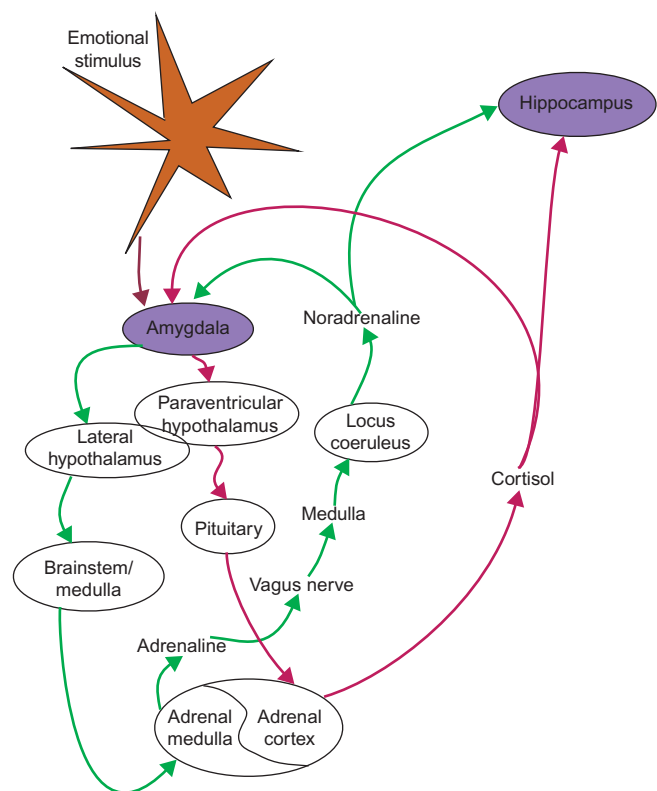 Emotional
stimulus
Hippocampus
Noradrenaline
Amygdala
Paraventricular
hypothalamus
Lateral
hypothalamus
Locus
coeruleus
Cortisol
Pituitary
Medulla
Brainstem/
medulla
Vagus nerve
Adrenaline
Adrenal
medulla
Adrenal
cortex